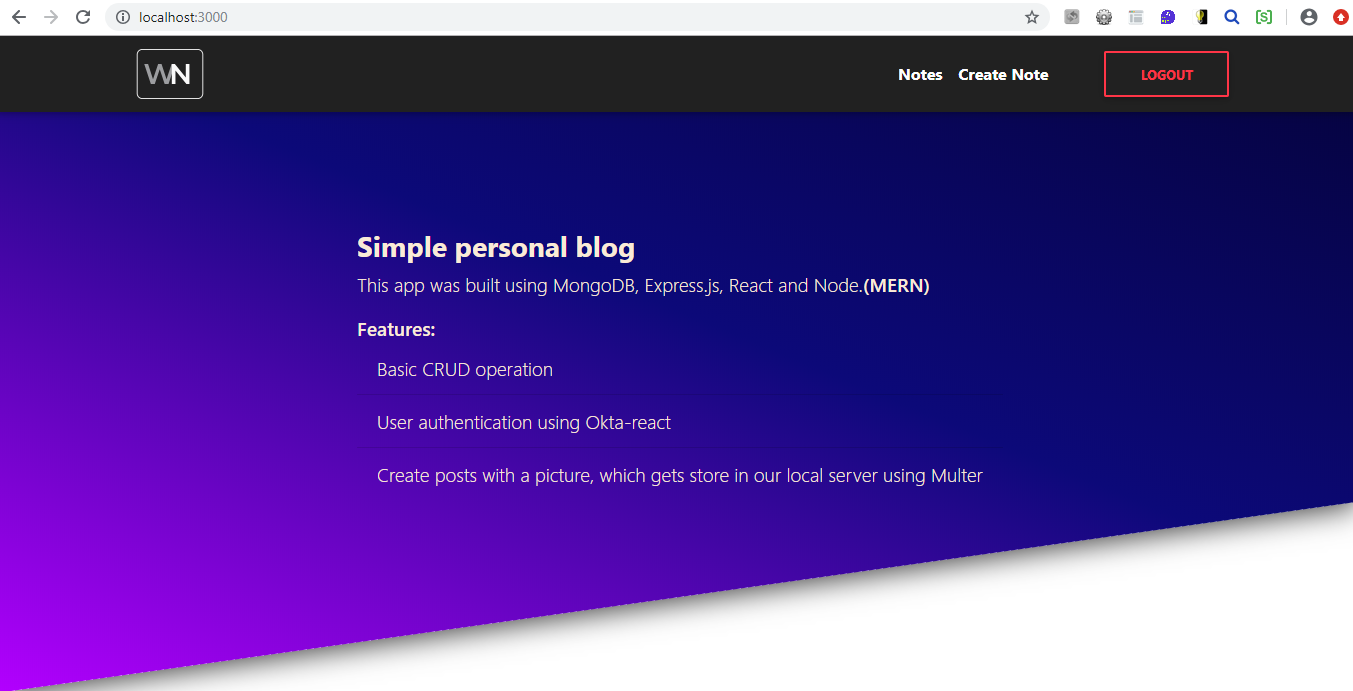 localhost:3000
WN
Notes Create Note LOGOUT
Simple personal blog
This app was built using MongoDB, Express.js, React and Node.(MERN)
Features:
Basic CRUD operation
User authentication using Okta-react
Create posts with a picture, which gets store in our local server using Multer